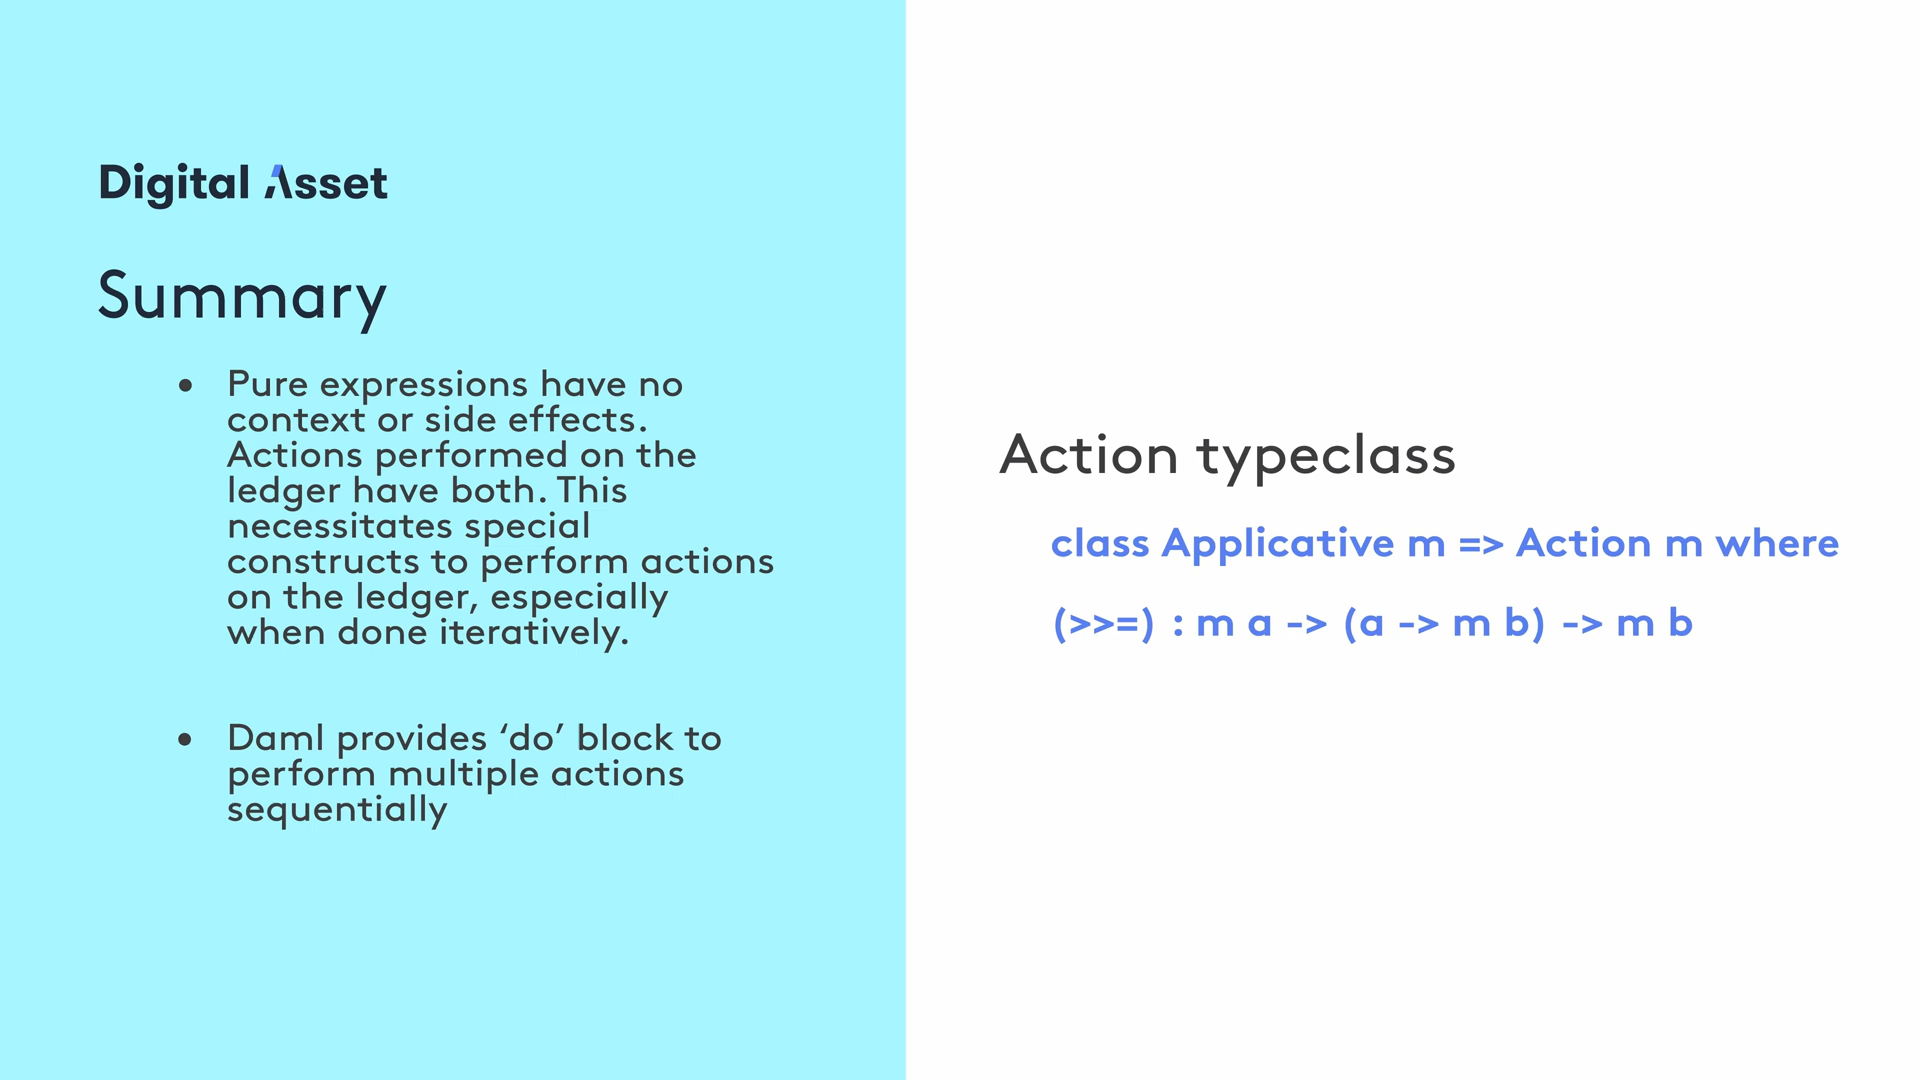 Digital Asset
Summary
• Pure expressions have no
context or side effects.
Actions performed on the
ledger have both. This
necessitates special
constructs to perform actions
on the ledger, especially
when done iteratively.
• Daml provides ‘do’ block to
perform multiple actions
sequentially
Action typeclass
class Applicative m => Action m where
(>>=) : m a -> (a -> m b) -> m b